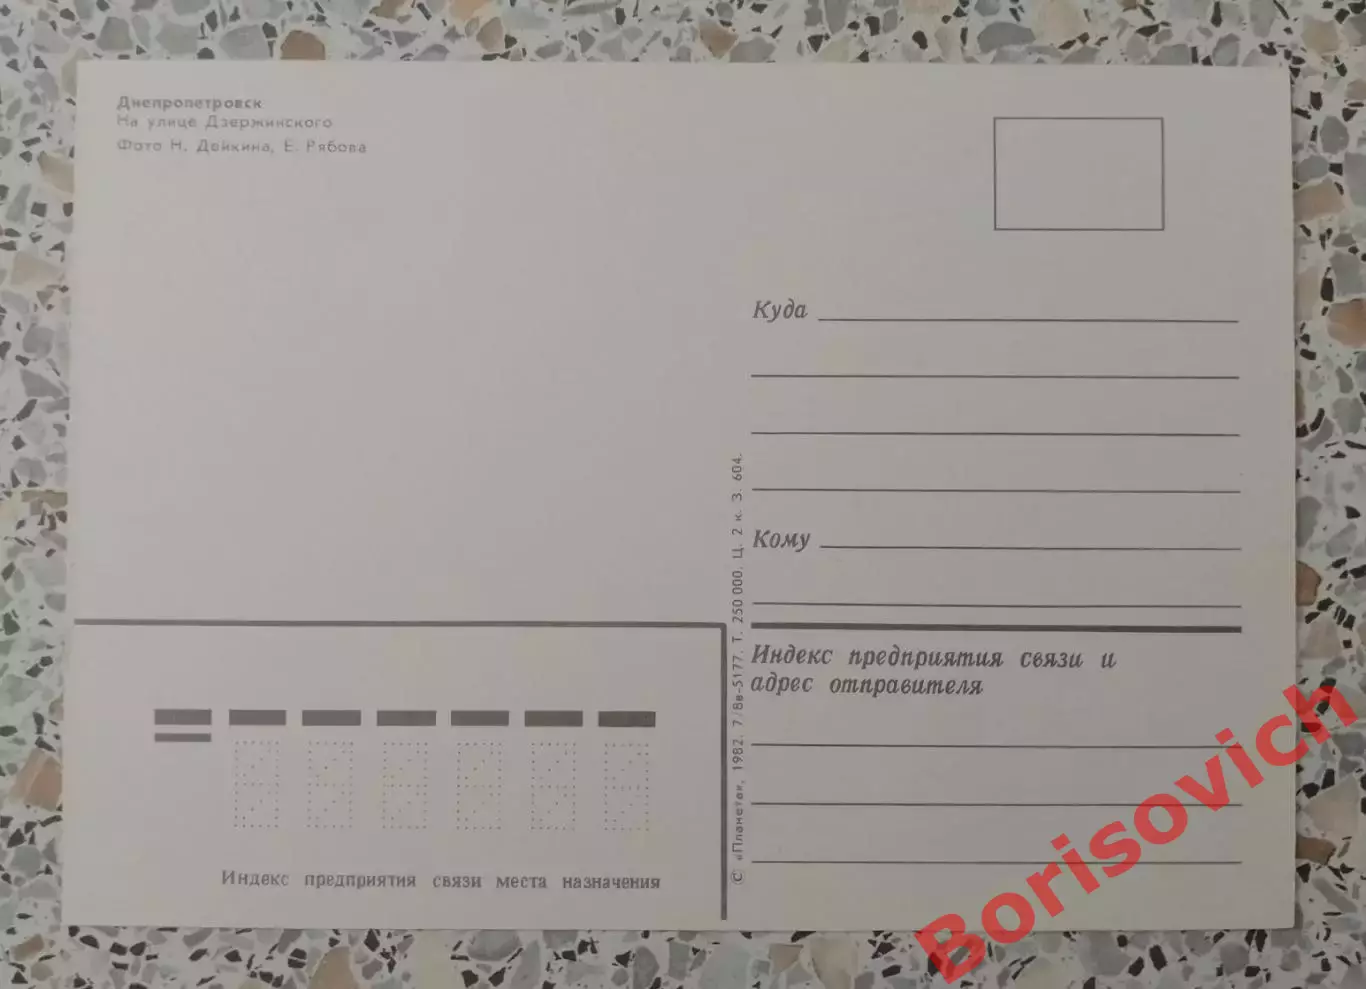 Днепропетровск
На улице Дзержинского
Фото Н. Дейкина, Е. Рябова
Куда
Кому
Индекс предприятия связи и
адрес отправителя
© «Планета», 1982. 7/8в-5177. Т. 250 000. Ц. 2 к. З. 604.
Индекс предприятия связи места назначения
Borisovich